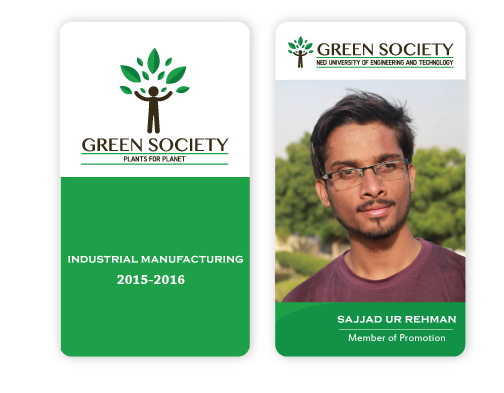 GREEN SOCIETY
PLANTS FOR PLANET
INDUSTRIAL MANUFACTURING
2015-2016
GREEN SOCIETY
NED UNIVERSITY OF ENGINEERING AND TECHNOLOGY
SAJJAD UR REHMAN
Member of Promotion